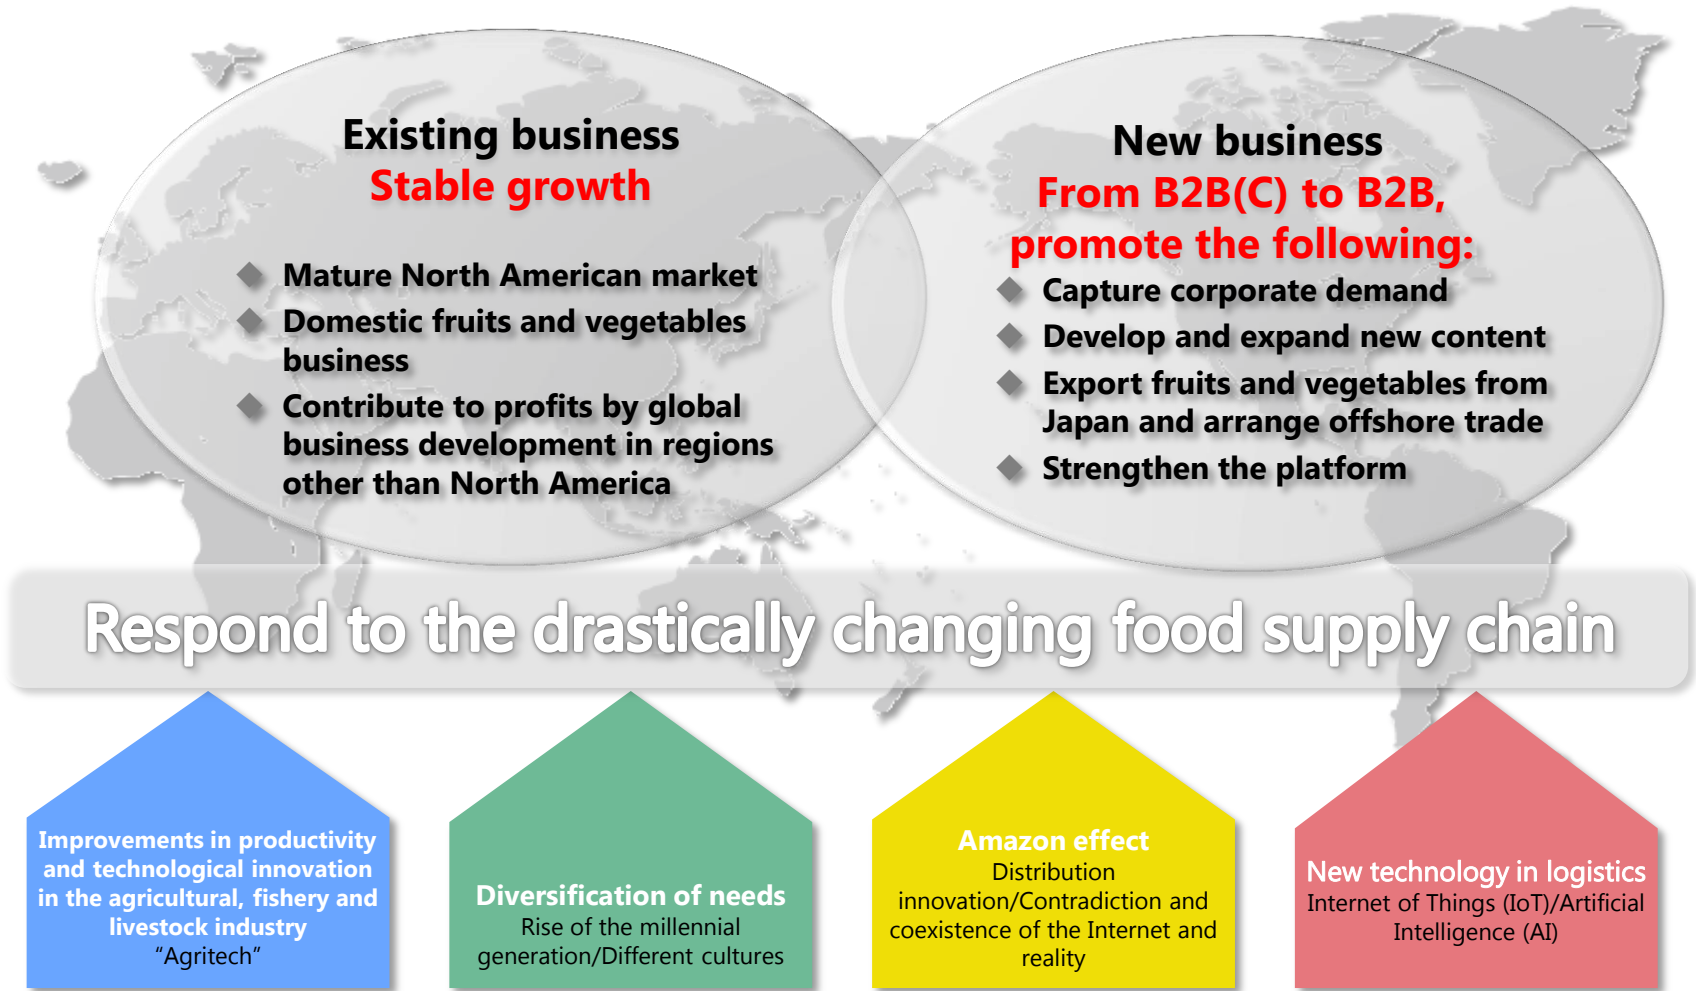 Existing business
Stable growth
Mature North American market
Domestic fruits and vegetables
business
Contribute to profits by global
business development in regions
other than North America
New business
From B2B(C) to B2B,
promote the following:
Capture corporate demand
Develop and expand new content
Export fruits and vegetables from
Japan and arrange offshore trade
Strengthen the platform
Respond to the drastically changing food supply chain
Improvements in productivity
and technological innovation
in the agricultural, fishery and
livestock industry
“Agritech”
Diversification of needs
Rise of the millennial
generation/Different cultures
Amazon effect
Distribution
innovation/Contradiction and
coexistence of the Internet and
reality
New technology in logistics
Internet of Things (IoT)/Artificial
Intelligence (AI)